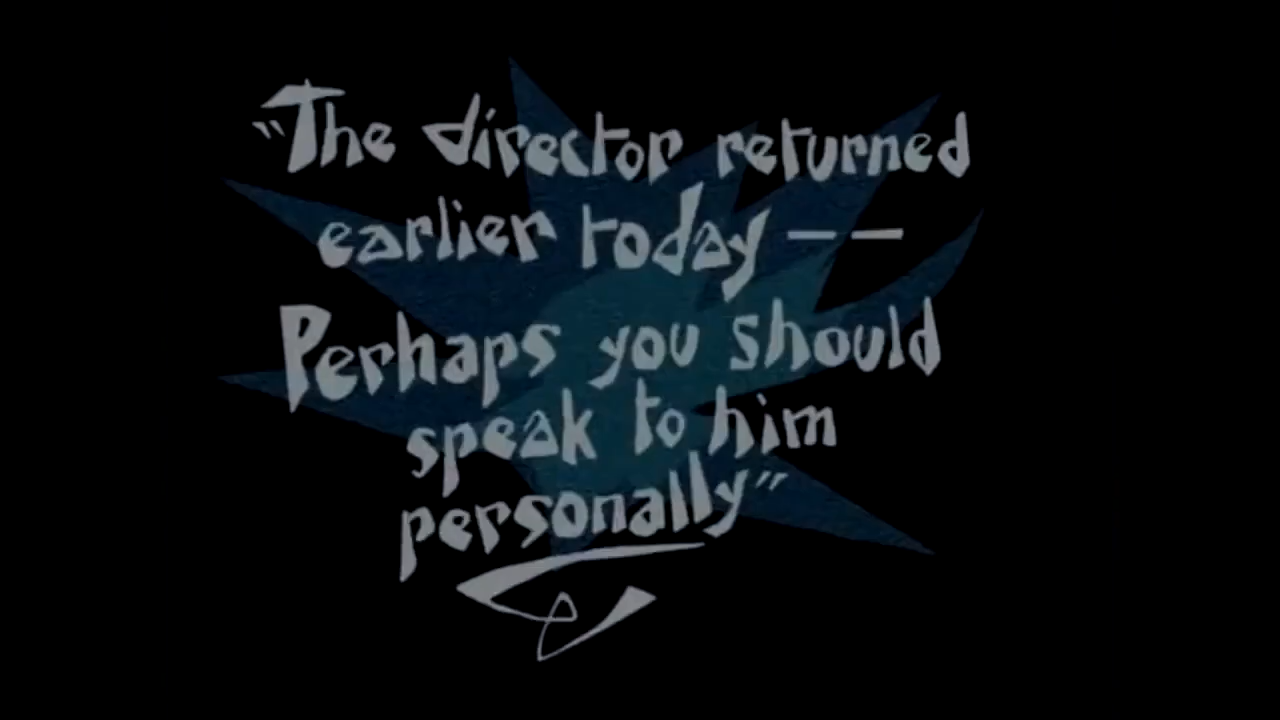 "The director returned
earlier today — —
Perhaps you should
speak to him
personally"